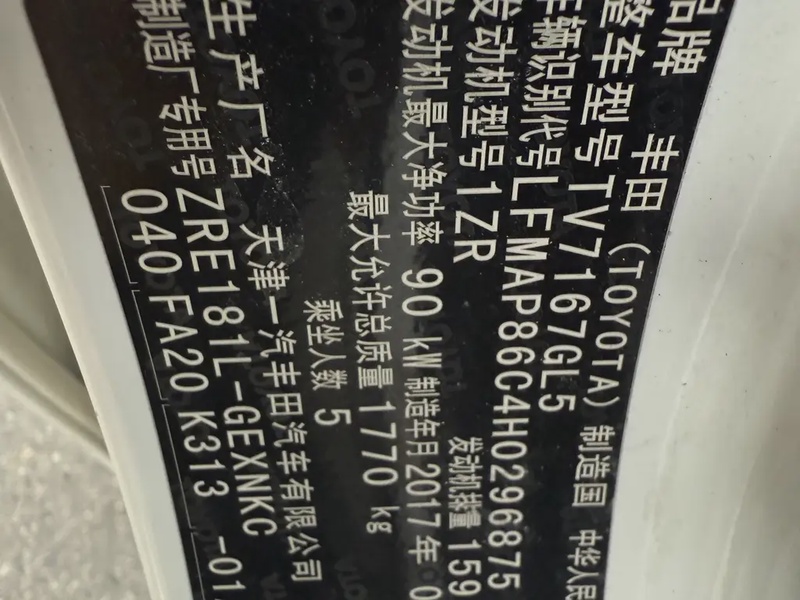 品牌 丰田 (TOYOTA) 制造国 中华人民
整车型号 TV7167GL5
车辆识别代号 LFMAP86C4H0296875
发动机型号 1ZR 发动机排量 159
发动机最大净功率 90 kW 制造年月 2017 年 0
最大允许总质量 1770 kg
乘坐人数 5
生产厂名 天津一汽丰田汽车有限公司
制造厂专用号 ZRE181L-GEXNKC
040 FA20 K313 -01